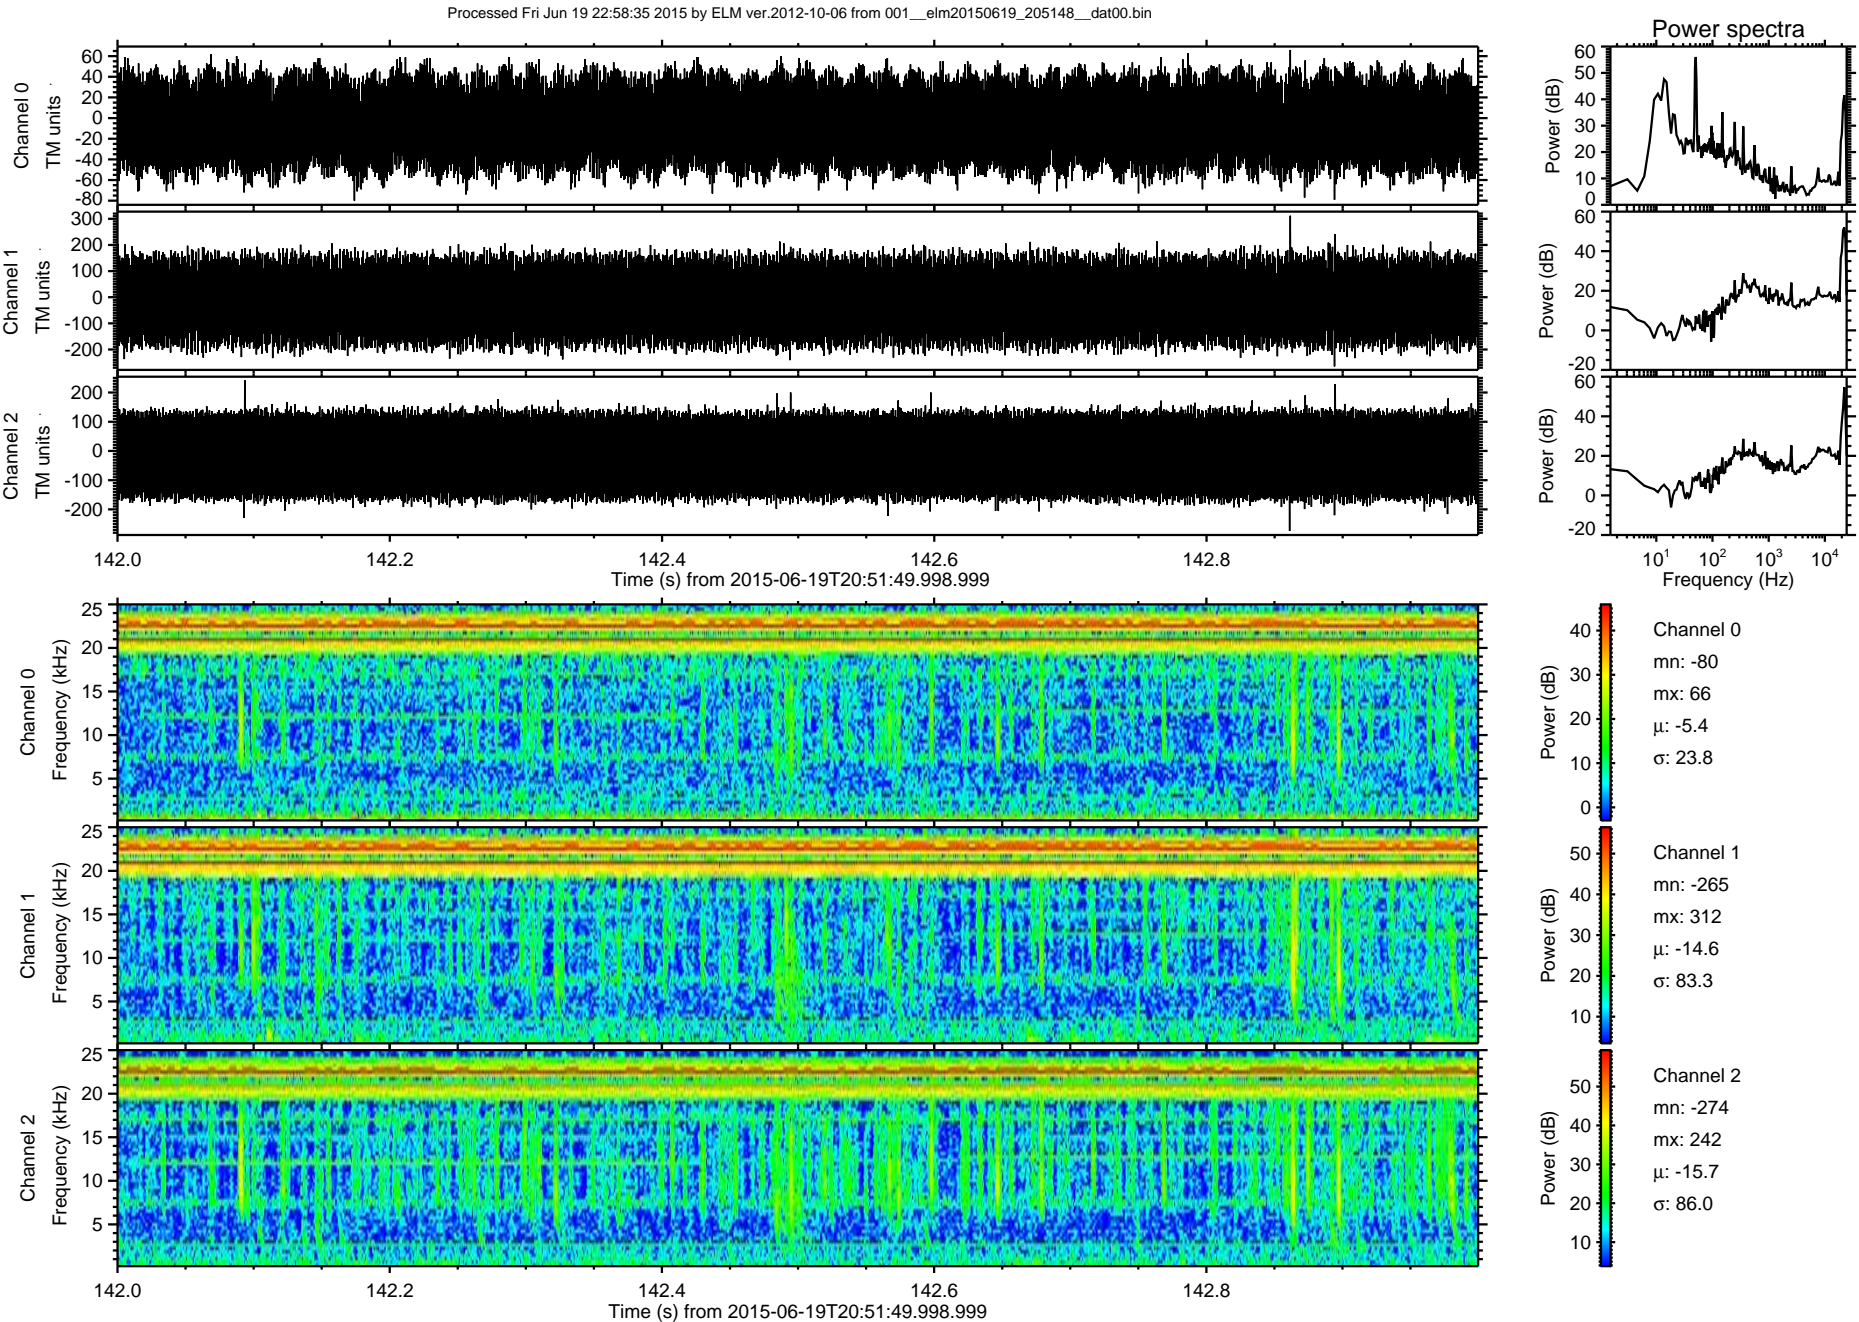 Processed Fri Jun 19 22:58:35 2015 by ELM ver.2012-10-06 from 001__elm20150619_205148__dat00.bin
Power spectra
Channel 0
TM units
60
40
20
0
-20
-40
-60
-80
Power (dB)
60
50
40
30
20
10
0
Channel 1
TM units
300
200
100
0
-100
-200
Power (dB)
60
40
20
0
-20
Channel 2
TM units
200
100
0
-100
-200
Power (dB)
60
40
20
0
-20
142.0 142.2 142.4 142.6 142.8
Time (s) from 2015-06-19T20:51:49.998.999
10^1 10^2 10^3 10^4
Frequency (Hz)
Channel 0
Frequency (kHz)
25
20
15
10
5
Power (dB)
40
30
20
10
0
Channel 0
mn: -80
mx: 66
μ: -5.4
σ: 23.8
Channel 1
Frequency (kHz)
25
20
15
10
5
Power (dB)
50
40
30
20
10
Channel 1
mn: -265
mx: 312
μ: -14.6
σ: 83.3
Channel 2
Frequency (kHz)
25
20
15
10
5
Power (dB)
50
40
30
20
10
Channel 2
mn: -274
mx: 242
μ: -15.7
σ: 86.0
142.0 142.2 142.4 142.6 142.8
Time (s) from 2015-06-19T20:51:49.998.999